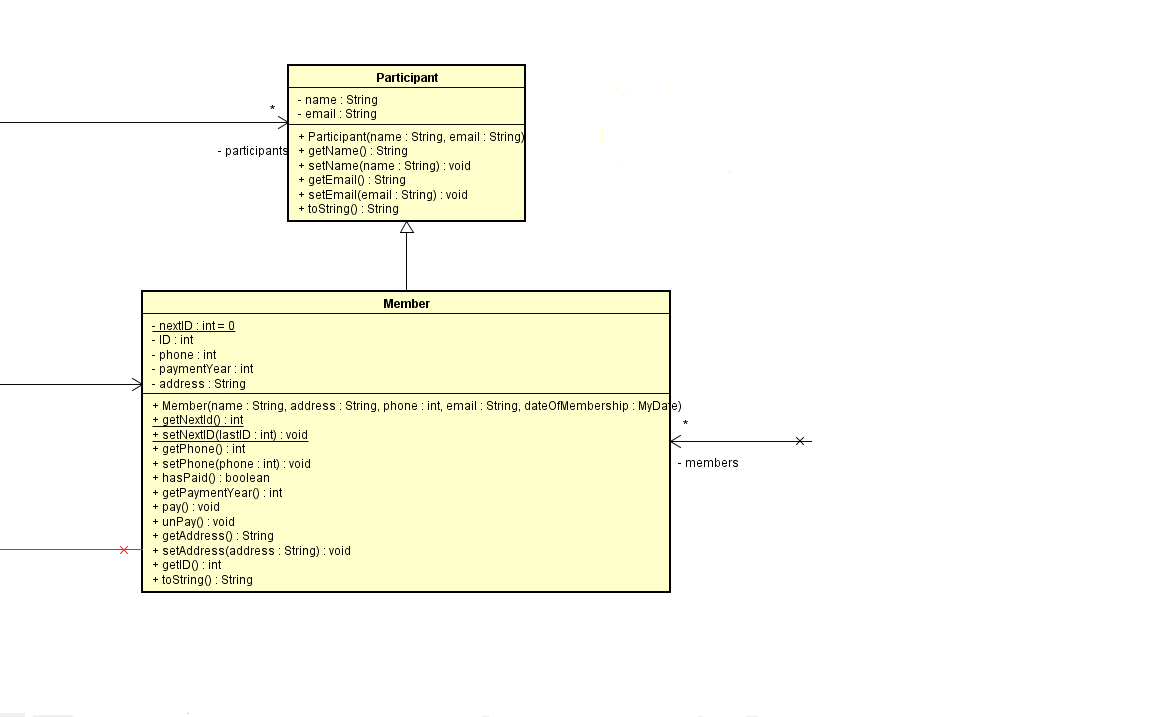 Participant
- name : String
- email : String
*
+ Participant(name : String, email : String)
- participants
+ getName() : String
+ setName(name : String) : void
+ getEmail() : String
+ setEmail(email : String) : void
+ toString() : String
Member
- nextID : int = 0
- ID : int
- phone : int
- paymentYear : int
- address : String
+ Member(name : String, address : String, phone : int, email : String, dateOfMembership : MyDate)
+ getNextId() : int
*
+ setNextID(lastID : int) : void
+ getPhone() : int
+ setPhone(phone : int) : void
- members
+ hasPaid() : boolean
+ getPaymentYear() : int
+ pay() : void
+ unPay() : void
+ getAddress() : String
+ setAddress(address : String) : void
+ getID() : int
+ toString() : String